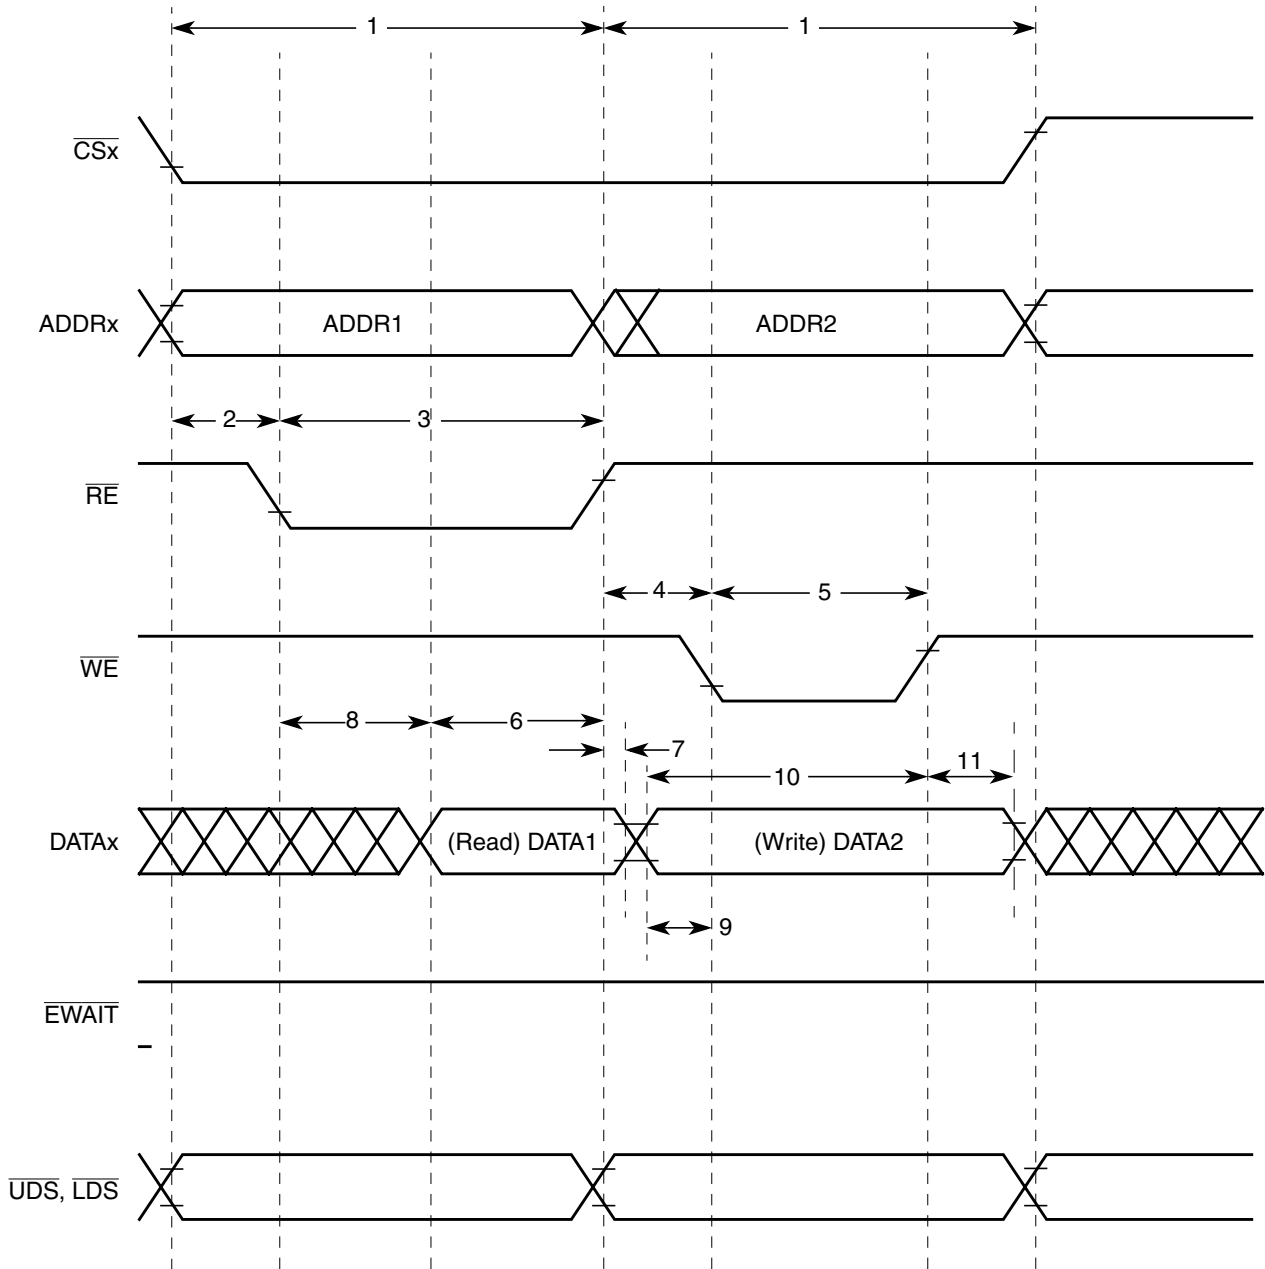 1 1
CSx
ADDRx ADDR1 ADDR2
2 3
RE
4 5
WE
8 6
7
10 11
DATAx (Read) DATA1 (Write) DATA2
9
EWAIT
UDS, LDS